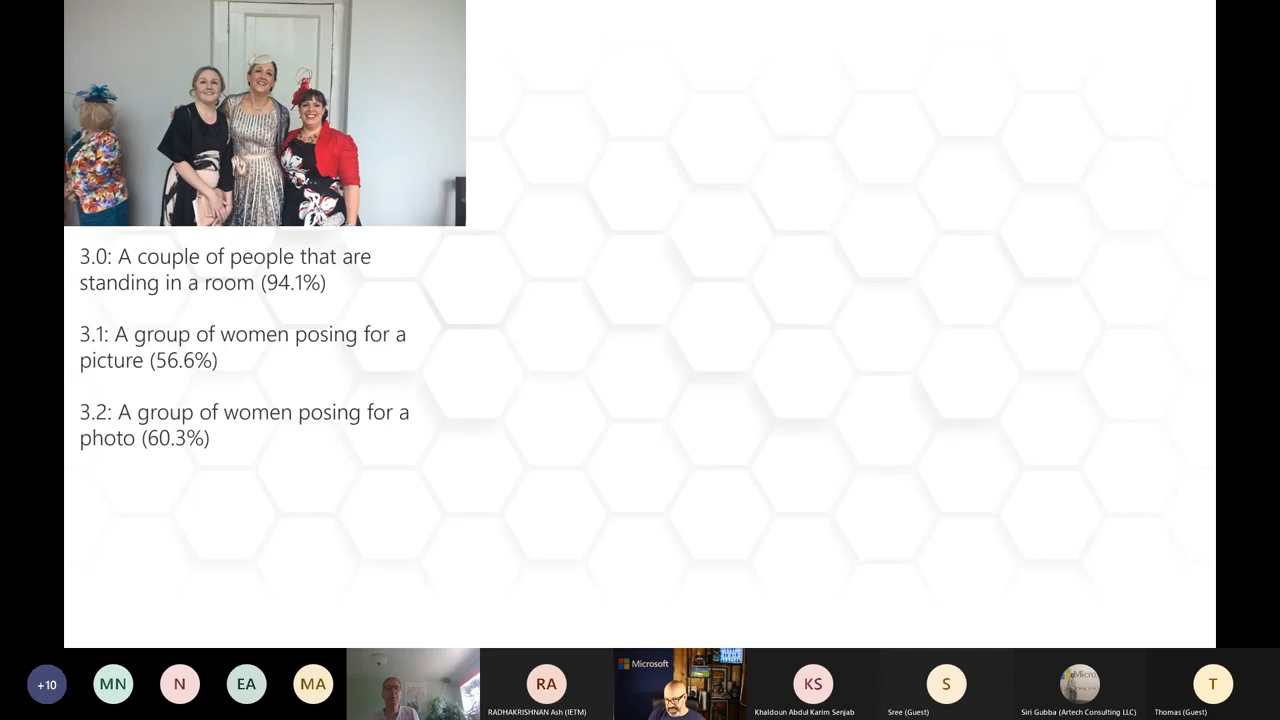 3.0: A couple of people that are
standing in a room (94.1%)
3.1: A group of women posing for a
picture (56.6%)
3.2: A group of women posing for a
photo (60.3%)
+10
MN
N
EA
MA
RA
RADHAKRISHNAN Ash (IETM)
Microsoft
KS
Khaldoun Abdul Karim Senjab
S
Sree (Guest)
Siri Gubba (Artech Consulting LLC)
T
Thomas (Guest)